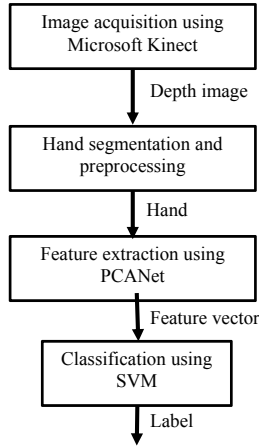 Image acquisition using
Microsoft Kinect
Depth image
Hand segmentation and
preprocessing
Hand
Feature extraction using
PCANet
Feature vector
Classification using
SVM
Label